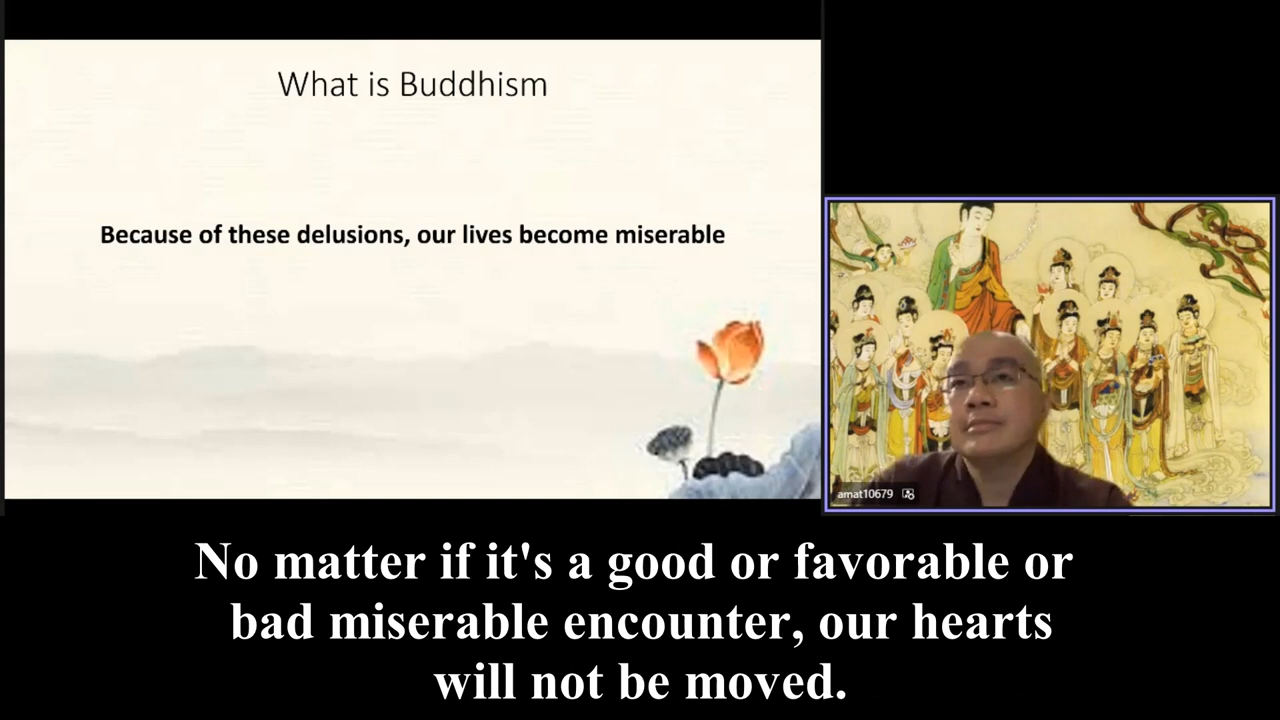 What is Buddhism
Because of these delusions, our lives become miserable
amat10679
No matter if it's a good or favorable or
bad miserable encounter, our hearts
will not be moved.